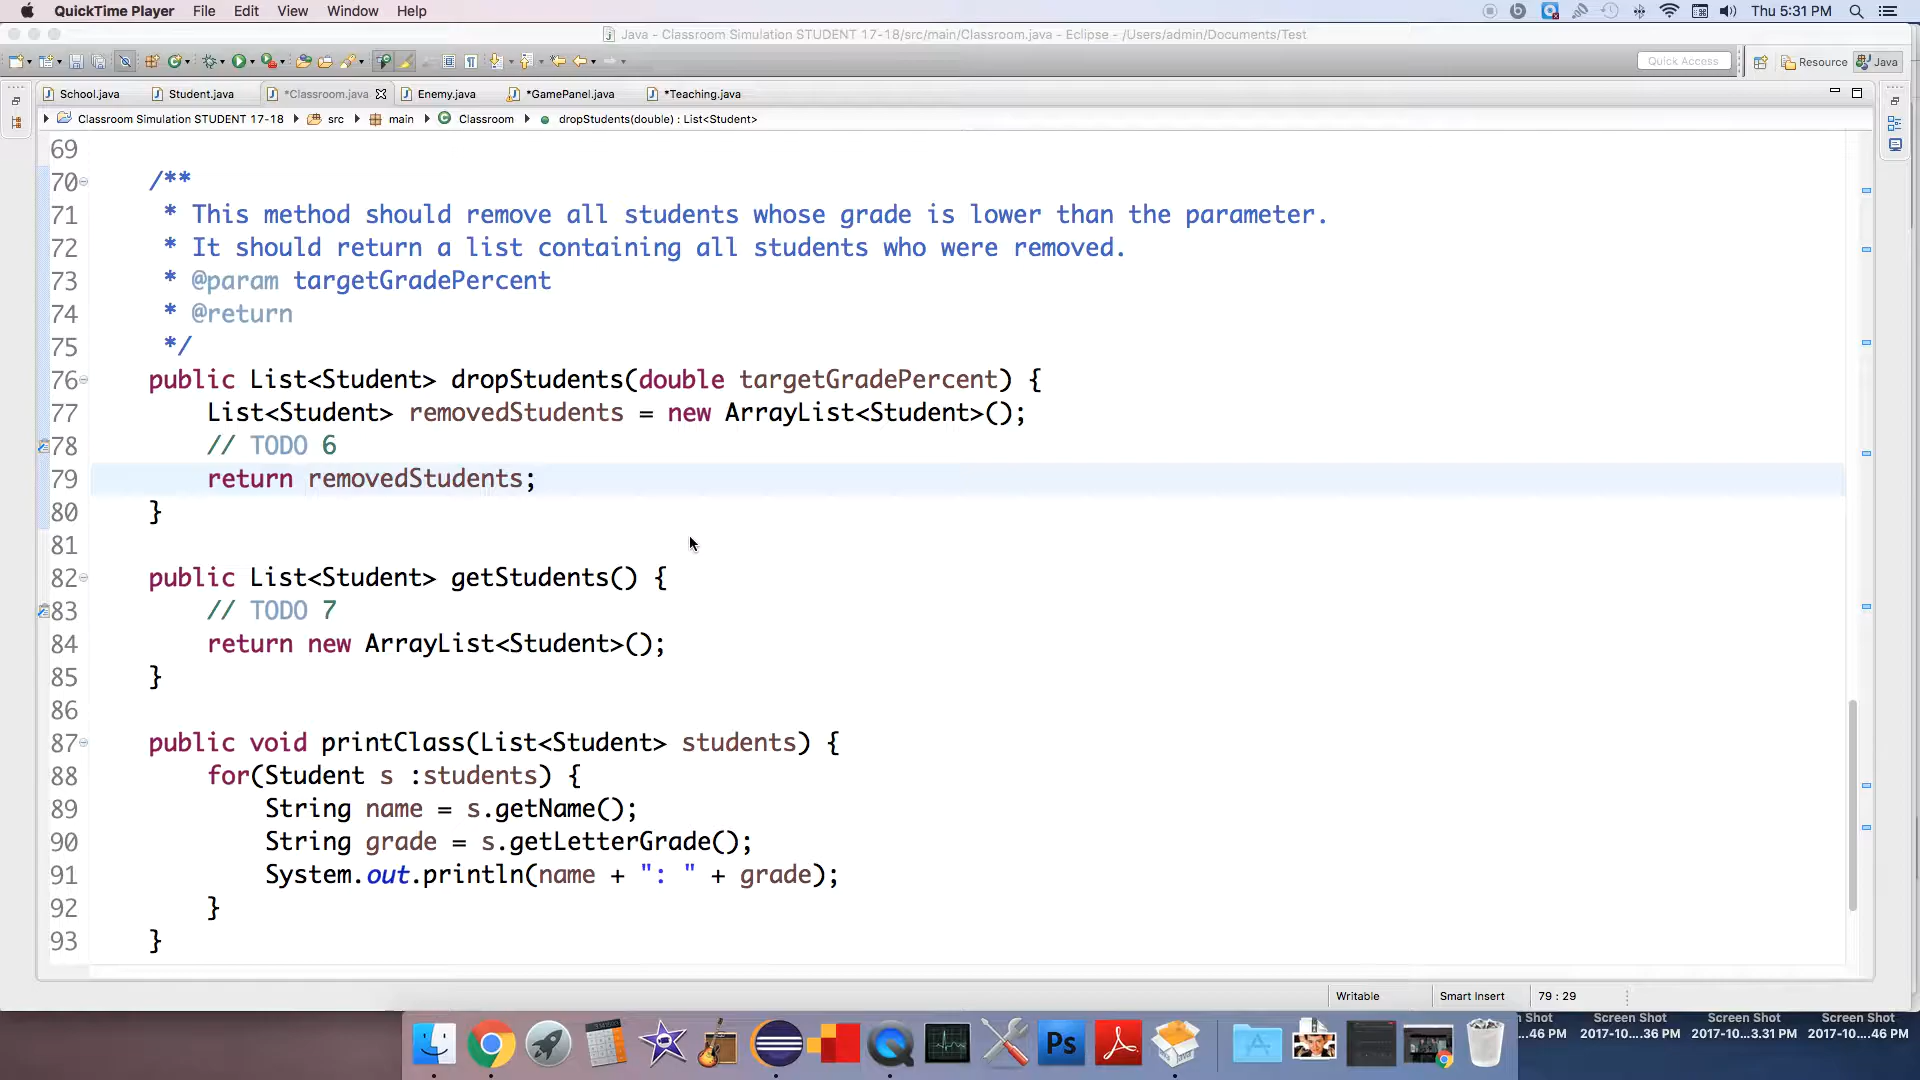 QuickTime Player File Edit View Window Help Thu 5:31 PM
Java - Classroom Simulation STUDENT 17-18/src/main/Classroom.java - Eclipse - /Users/admin/Documents/Test
Quick Access Resource Java
School.java Student.java *Classroom.java Enemy.java *GamePanel.java *Teaching.java
Classroom Simulation STUDENT 17-18 src main Classroom dropStudents(double) : List<Student>
69
70 /**
71 * This method should remove all students whose grade is lower than the parameter.
72 * It should return a list containing all students who were removed.
73 * @param targetGradePercent
74 * @return
75 */
76 public List<Student> dropStudents(double targetGradePercent) {
77 List<Student> removedStudents = new ArrayList<Student>();
78 // TODO 6
79 return removedStudents;
80 }
81
82 public List<Student> getStudents() {
83 // TODO 7
84 return new ArrayList<Student>();
85 }
86
87 public void printClass(List<Student> students) {
88 for(Student s :students) {
89 String name = s.getName();
90 String grade = s.getLetterGrade();
91 System.out.println(name + ": " + grade);
92 }
93 }
Writable Smart Insert 79 : 29
n Shot Screen Shot Screen Shot Screen Shot
...46 PM 2017-10....36 PM 2017-10...3.31 PM 2017-10....46 PM
Ps